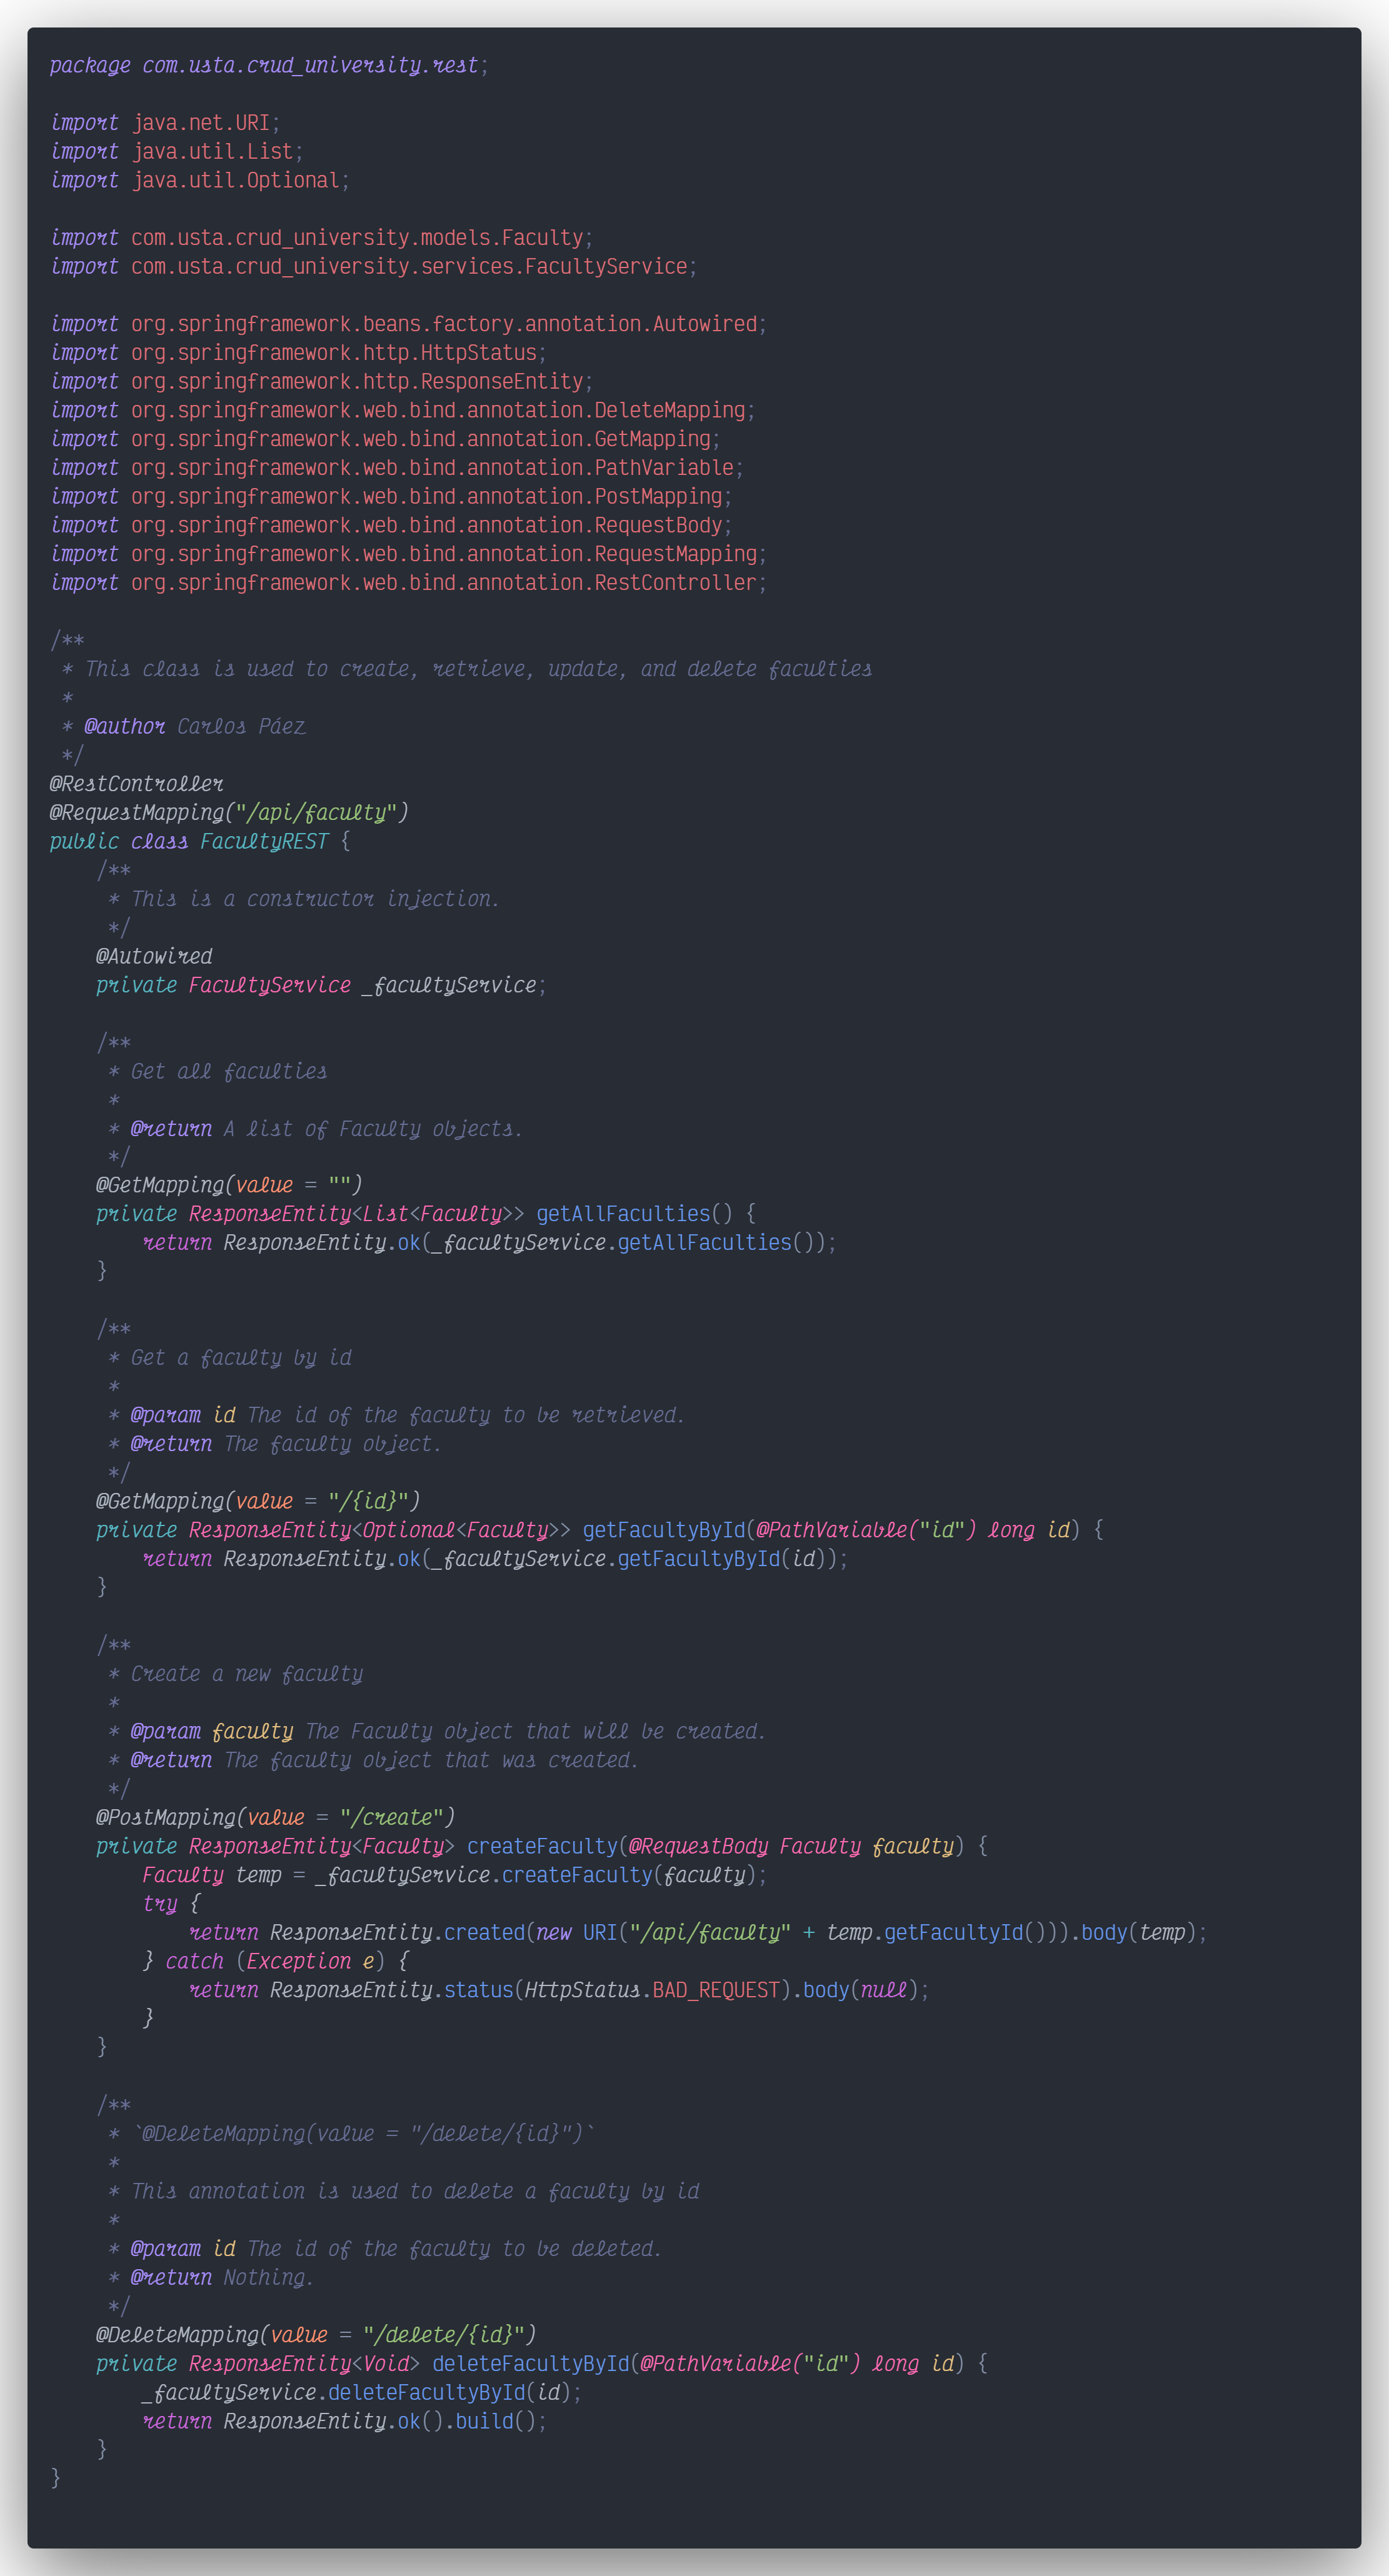 package com.usta.crud_university.rest;

import java.net.URI;
import java.util.List;
import java.util.Optional;

import com.usta.crud_university.models.Faculty;
import com.usta.crud_university.services.FacultyService;

import org.springframework.beans.factory.annotation.Autowired;
import org.springframework.http.HttpStatus;
import org.springframework.http.ResponseEntity;
import org.springframework.web.bind.annotation.DeleteMapping;
import org.springframework.web.bind.annotation.GetMapping;
import org.springframework.web.bind.annotation.PathVariable;
import org.springframework.web.bind.annotation.PostMapping;
import org.springframework.web.bind.annotation.RequestBody;
import org.springframework.web.bind.annotation.RequestMapping;
import org.springframework.web.bind.annotation.RestController;

/**
 * This class is used to create, retrieve, update, and delete faculties
 *
 * @author Carlos Páez
 */
@RestController
@RequestMapping("/api/faculty")
public class FacultyREST {
    /**
     * This is a constructor injection.
     */
    @Autowired
    private FacultyService _facultyService;

    /**
     * Get all faculties
     *
     * @return A list of Faculty objects.
     */
    @GetMapping(value = "")
    private ResponseEntity<List<Faculty>> getAllFaculties() {
        return ResponseEntity.ok(_facultyService.getAllFaculties());
    }

    /**
     * Get a faculty by id
     *
     * @param id The id of the faculty to be retrieved.
     * @return The faculty object.
     */
    @GetMapping(value = "/{id}")
    private ResponseEntity<Optional<Faculty>> getFacultyById(@PathVariable("id") long id) {
        return ResponseEntity.ok(_facultyService.getFacultyById(id));
    }

    /**
     * Create a new faculty
     *
     * @param faculty The Faculty object that will be created.
     * @return The faculty object that was created.
     */
    @PostMapping(value = "/create")
    private ResponseEntity<Faculty> createFaculty(@RequestBody Faculty faculty) {
        Faculty temp = _facultyService.createFaculty(faculty);
        try {
            return ResponseEntity.created(new URI("/api/faculty" + temp.getFacultyId())).body(temp);
        } catch (Exception e) {
            return ResponseEntity.status(HttpStatus.BAD_REQUEST).body(null);
        }
    }

    /**
     * `@DeleteMapping(value = "/delete/{id}")`
     *
     * This annotation is used to delete a faculty by id
     *
     * @param id The id of the faculty to be deleted.
     * @return Nothing.
     */
    @DeleteMapping(value = "/delete/{id}")
    private ResponseEntity<Void> deleteFacultyById(@PathVariable("id") long id) {
        _facultyService.deleteFacultyById(id);
        return ResponseEntity.ok().build();
    }
}